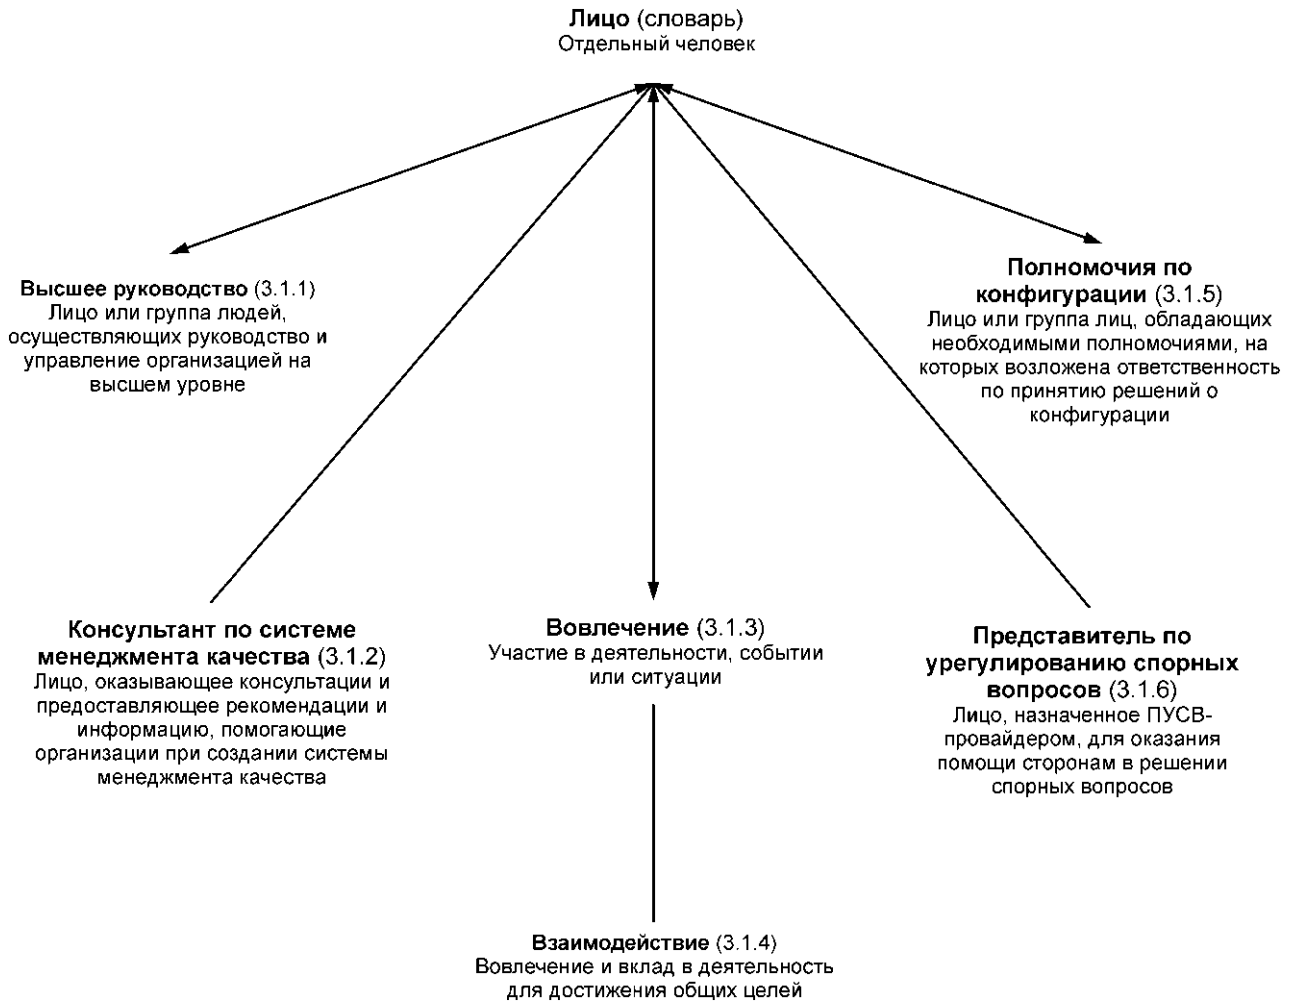 Лицо (словарь)
Отдельный человек
Высшее руководство (3.1.1)
Лицо или группа людей,
осуществляющих руководство и
управление организацией на
высшем уровне
Полномочия по
конфигурации (3.1.5)
Лицо или группа лиц, обладающих
необходимыми полномочиями, на
которых возложена ответственность
по принятию решений о
конфигурации
Консультант по системе
менеджмента качества (3.1.2)
Лицо, оказывающее консультации и
предоставляющее рекомендации и
информацию, помогающие
организации при создании системы
менеджмента качества
Вовлечение (3.1.3)
Участие в деятельности, событии
или ситуации
Представитель по
урегулированию спорных
вопросов (3.1.6)
Лицо, назначенное ПУСВ-
провайдером, для оказания
помощи сторонам в решении
спорных вопросов
Взаимодействие (3.1.4)
Вовлечение и вклад в деятельность
для достижения общих целей